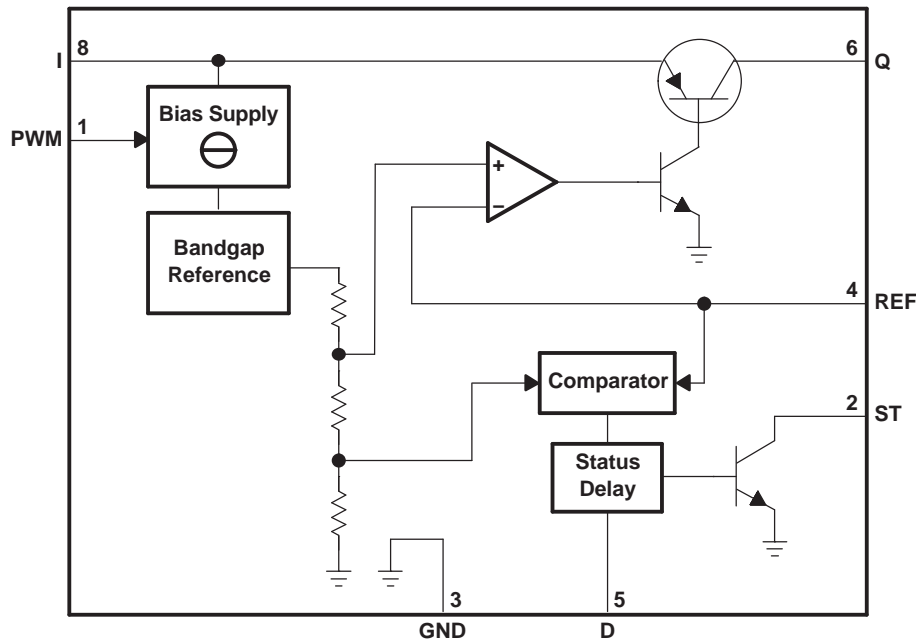 8
I
6
Q
Bias Supply
1
PWM
+
−
Bandgap
Reference
4
REF
Comparator
2
ST
Status
Delay
3
5
GND
D